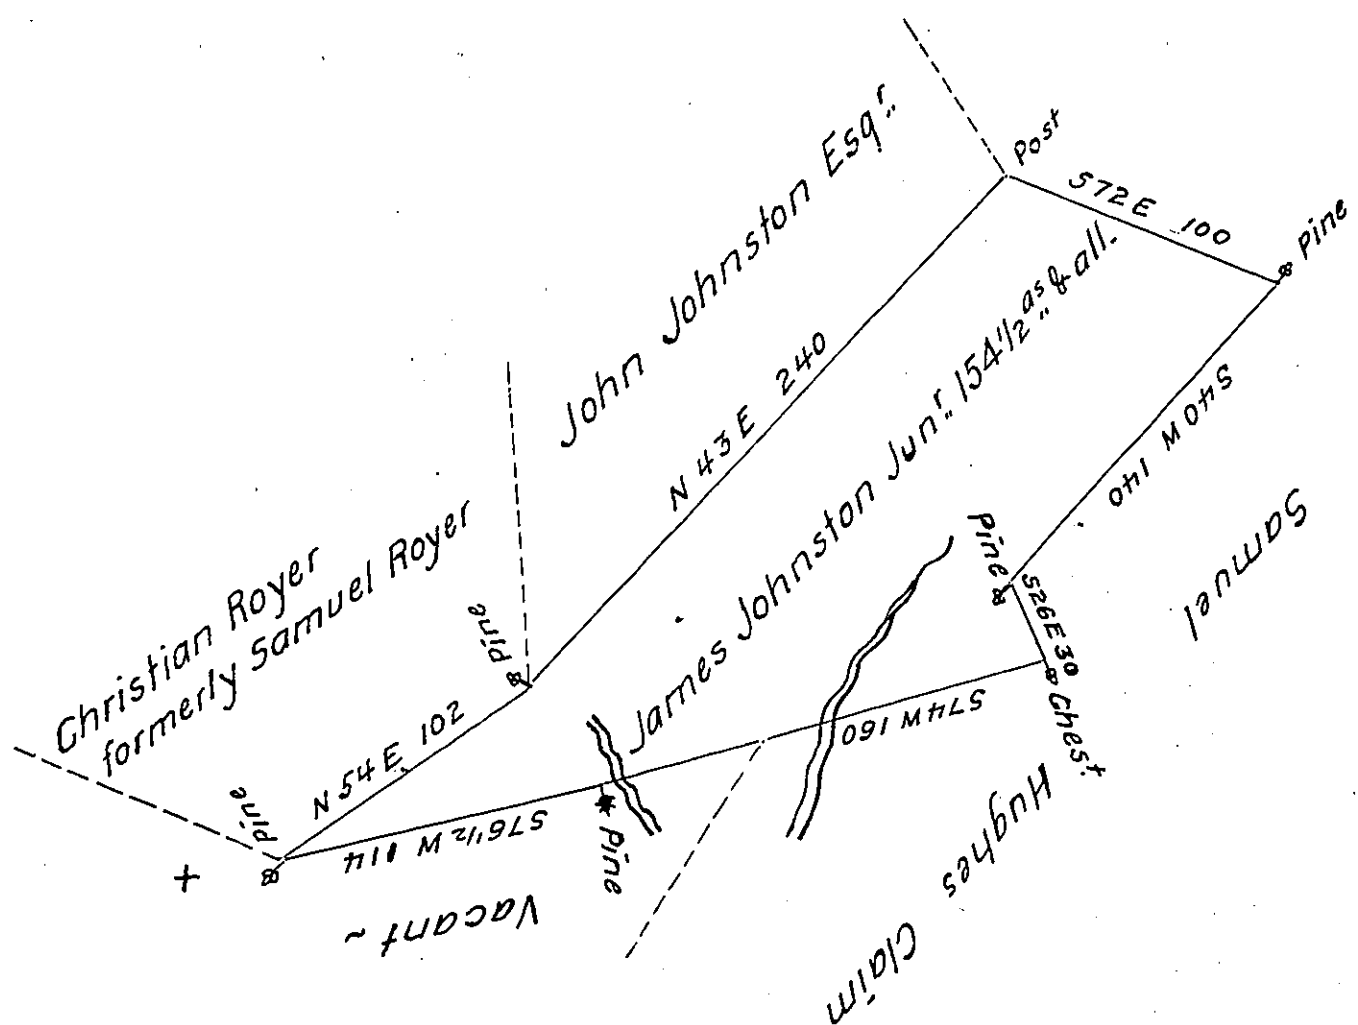 John Johnston Esqr.
Post
S72E 100
Pine
S40W 140
Samuel
Hughes
Claim
N 43 E 240
James Johnston Junr. 154 1/2 as & all.
Pine
S26E30
Chest
S74W 160
Christian Royer
formerly Samuel Royer
Pine
N 54 E 102
Pine
+
S76 1/2 W 114
Pine
Vacant ~